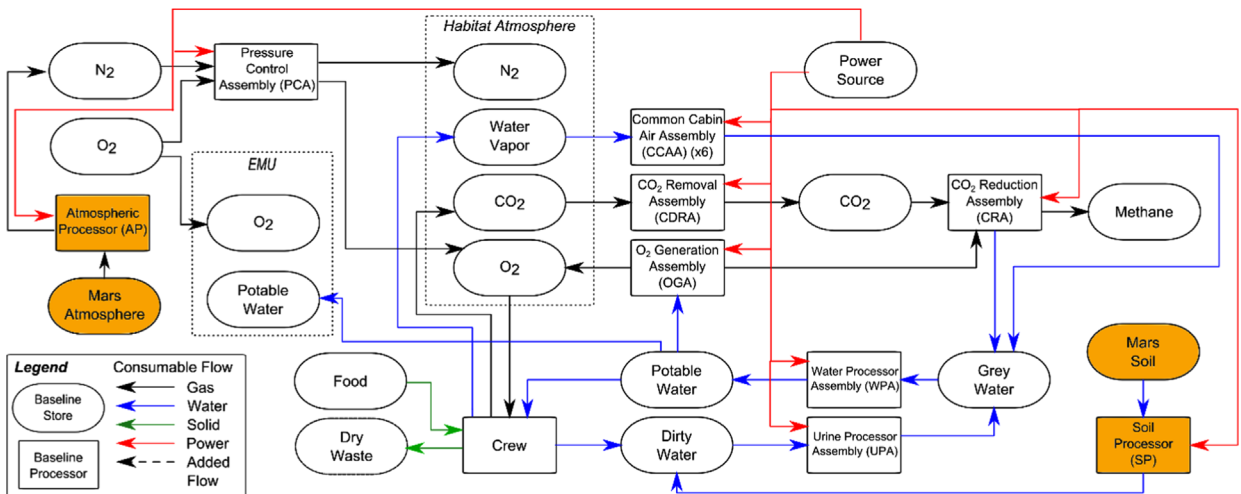 Habitat Atmosphere
N2
Pressure
Control
Assembly (PCA)
N2
Power
Source
O2
EMU
Water
Vapor
Common Cabin
Air Assembly
(CCAA) (x6)
Atmospheric
Processor (AP)
O2
CO2
CO2 Removal
Assembly
(CDRA)
CO2
CO2 Reduction
Assembly
(CRA)
Methane
Mars
Atmosphere
Potable
Water
O2
O2 Generation
Assembly
(OGA)
Legend
Consumable Flow
Baseline
Store
Gas
Water
Solid
Power
Baseline
Processor
Added
Flow
Food
Potable
Water
Water Processor
Assembly (WPA)
Grey
Water
Mars
Soil
Dry
Waste
Crew
Dirty
Water
Urine Processor
Assembly (UPA)
Soil
Processor
(SP)